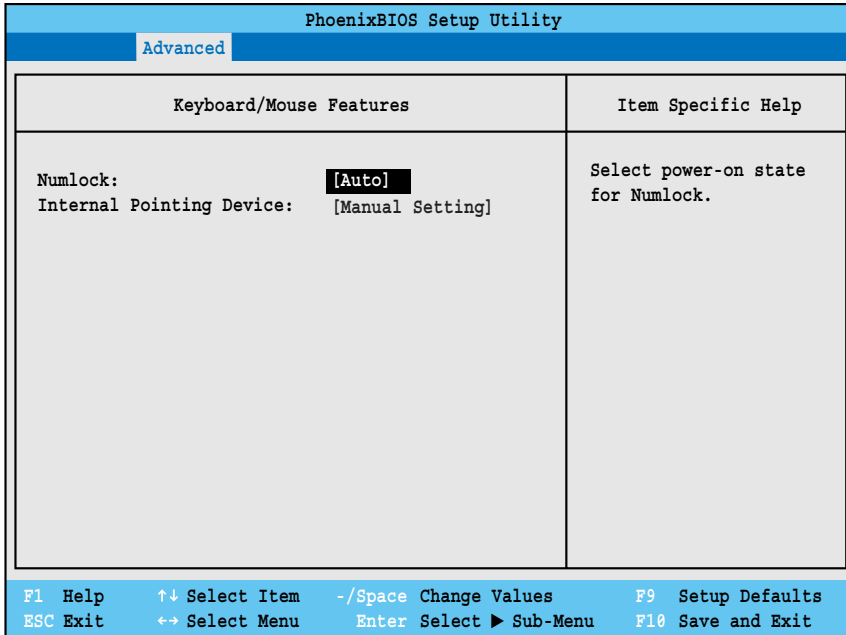 PhoenixBIOS Setup Utility
Advanced
Keyboard/Mouse Features
Item Specific Help
Numlock: [Auto]
Internal Pointing Device: [Manual Setting]
Select power-on state
for Numlock.
F1 Help ↑↓ Select Item -/Space Change Values F9 Setup Defaults
ESC Exit ←→ Select Menu Enter Select ▶ Sub-Menu F10 Save and Exit